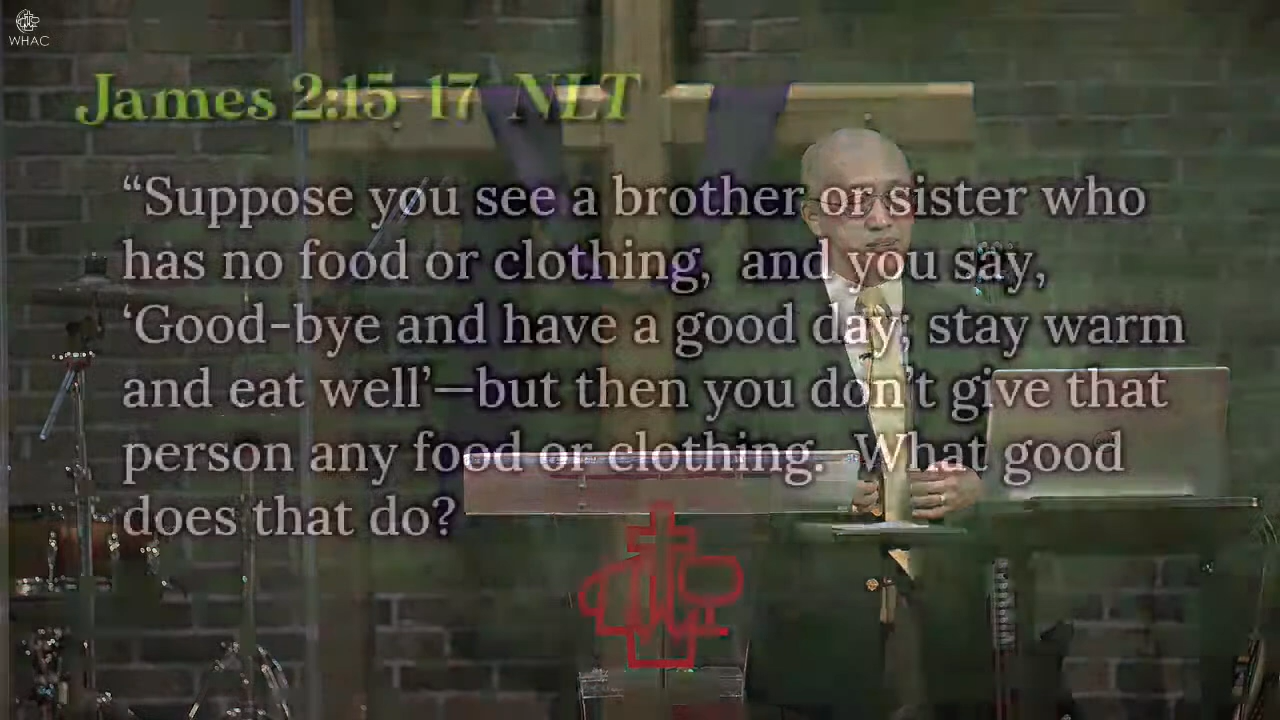 WHAC
James 2:15-17 NLT
“Suppose you see a brother or sister who
has no food or clothing, and you say,
‘Good-bye and have a good day; stay warm
and eat well’—but then you don’t give that
person any food or clothing. What good
does that do?